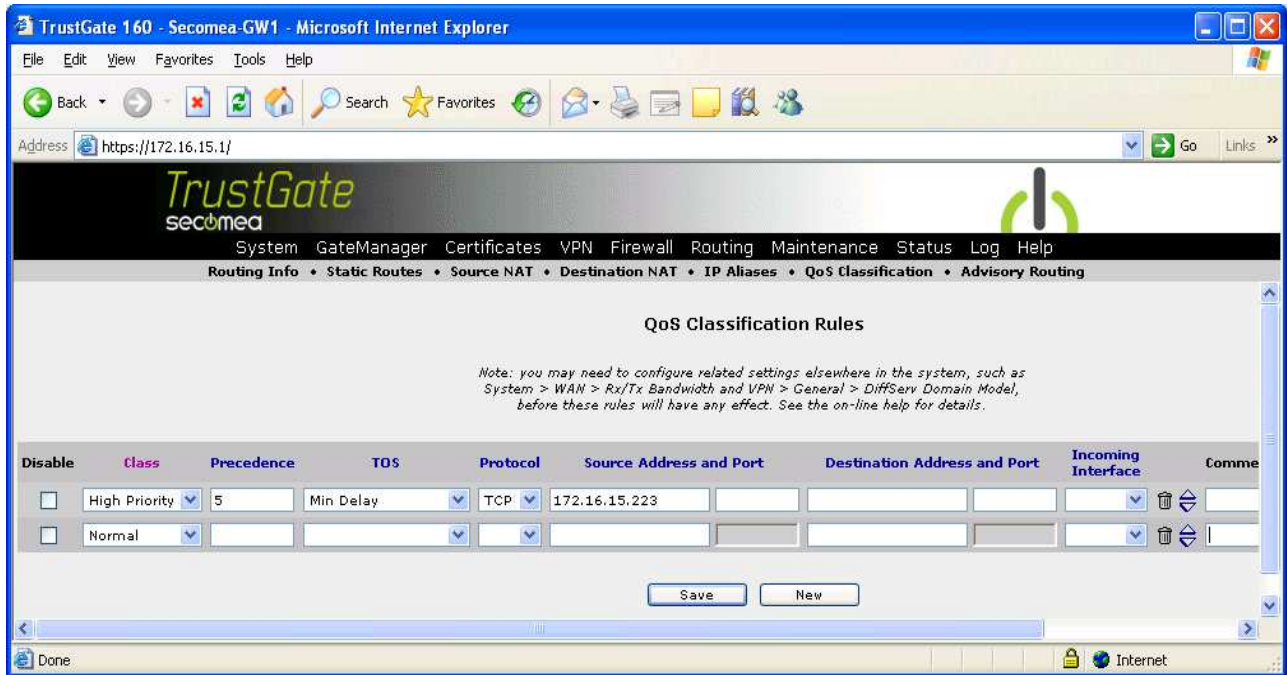 TrustGate 160 - Secomea-GW1 - Microsoft Internet Explorer
File Edit View Favorites Tools Help
Back Search Favorites
Address https://172.16.15.1/ Go Links »
TrustGate
secomea
System GateManager Certificates VPN Firewall Routing Maintenance Status Log Help
Routing Info • Static Routes • Source NAT • Destination NAT • IP Aliases • QoS Classification • Advisory Routing
QoS Classification Rules
Note: you may need to configure related settings elsewhere in the system, such as
System > WAN > Rx/Tx Bandwidth and VPN > General > DiffServ Domain Model,
before these rules will have any effect. See the on-line help for details.
Disable Class Precedence TOS Protocol Source Address and Port Destination Address and Port Incoming Interface Comme
High Priority 5 Min Delay TCP 172.16.15.223
Normal
Save New
Done Internet